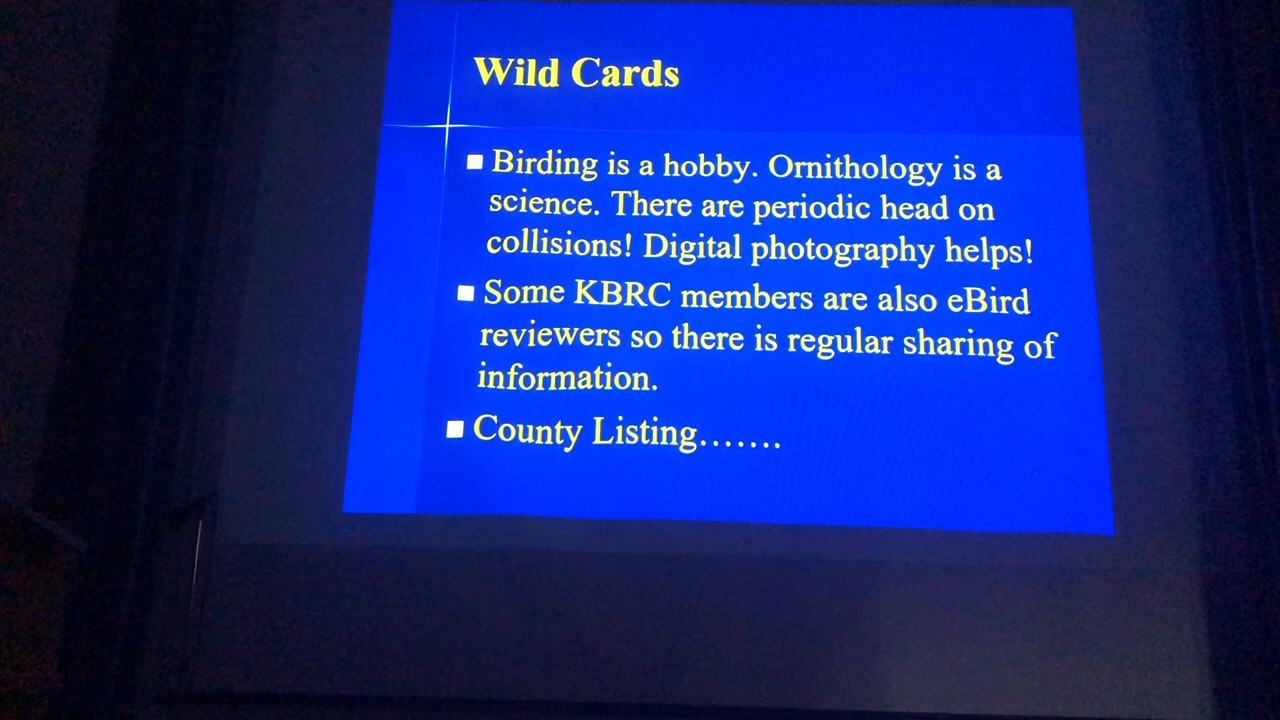 Wild Cards
Birding is a hobby. Ornithology is a
science. There are periodic head on
collisions! Digital photography helps!
Some KBRC members are also eBird
reviewers so there is regular sharing of
information.
County Listing.......